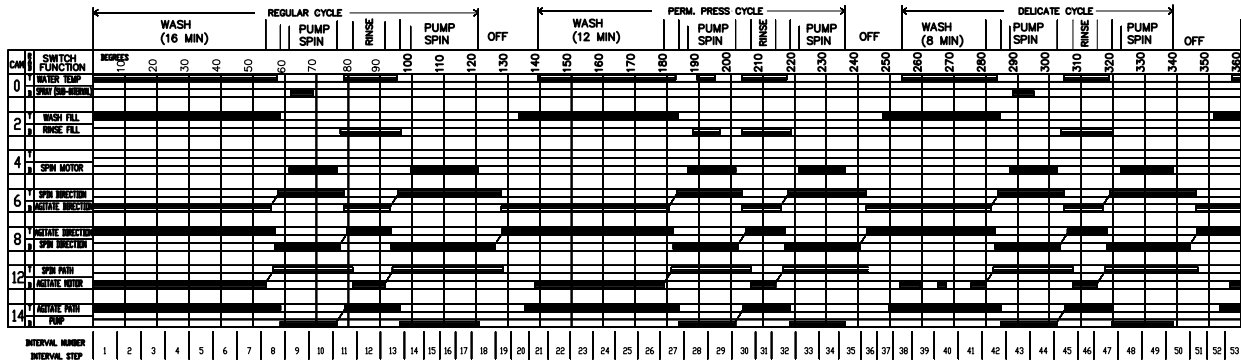 REGULAR CYCLE PERM. PRESS CYCLE DELICATE CYCLE
WASH (16 MIN) PUMP SPIN RINSE PUMP SPIN OFF WASH (12 MIN) PUMP SPIN RINSE PUMP SPIN OFF WASH (8 MIN) PUMP SPIN RINSE PUMP SPIN OFF
CAM SWITCH FUNCTION DEGREES 10 20 30 40 50 60 70 80 90 100 110 120 130 140 150 160 170 180 190 200 210 220 230 240 250 260 270 280 290 300 310 320 330 340 350 360
0 T WATER TEMP
B SPRAY (SUB-INTERVAL)
2 T WASH FILL
B RINSE FILL
4 T
B SPIN MOTOR
6 T SPIN DIRECTION
B AGITATE DIRECTION
8 T AGITATE DIRECTION
B SPIN DIRECTION
12 T SPIN PATH
B AGITATE MOTOR
14 T AGITATE PATH
B PUMP
INTERVAL NUMBER
INTERVAL STEP
1 2 3 4 5 6 7 8 9 10 11 12 13 14 15 16 17 18 19 20 21 22 23 24 25 26 27 28 29 30 31 32 33 34 35 36 37 38 39 40 41 42 43 44 45 46 47 48 49 50 51 52 53